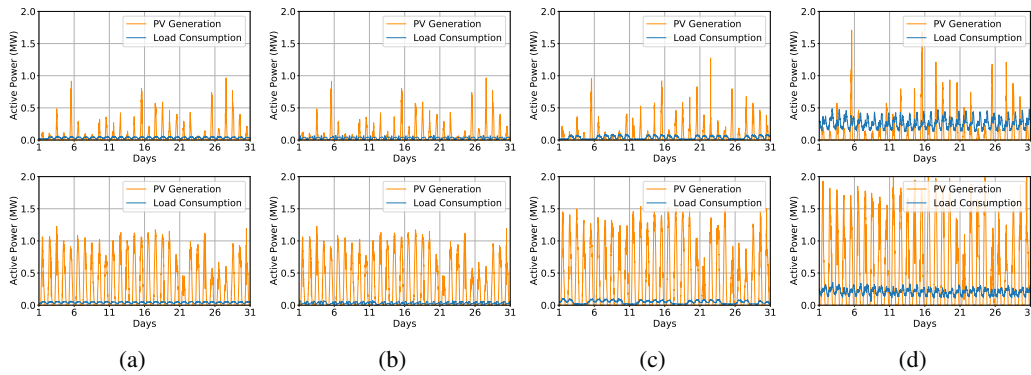 2.0
1.5
1.0
0.5
0.0
Active Power (MW)
PV Generation
Load Consumption
1 6 11 16 21 26 31
Days
2.0
1.5
1.0
0.5
0.0
Active Power (MW)
PV Generation
Load Consumption
1 6 11 16 21 26 31
Days
2.0
1.5
1.0
0.5
0.0
Active Power (MW)
PV Generation
Load Consumption
1 6 11 16 21 26 31
Days
2.0
1.5
1.0
0.5
0.0
Active Power (MW)
PV Generation
Load Consumption
1 6 11 16 21 26 3
Days
2.0
1.5
1.0
0.5
0.0
Active Power (MW)
PV Generation
Load Consumption
1 6 11 16 21 26 31
Days
2.0
1.5
1.0
0.5
0.0
Active Power (MW)
PV Generation
Load Consumption
1 6 11 16 21 26 31
Days
2.0
1.5
1.0
0.5
0.0
Active Power (MW)
PV Generation
Load Consumption
1 6 11 16 21 26 31
Days
2.0
1.5
1.0
0.5
0.0
Active Power (MW)
PV Generation
Load Consumption
1 6 11 16 21 26 3
Days
(a) (b) (c) (d)